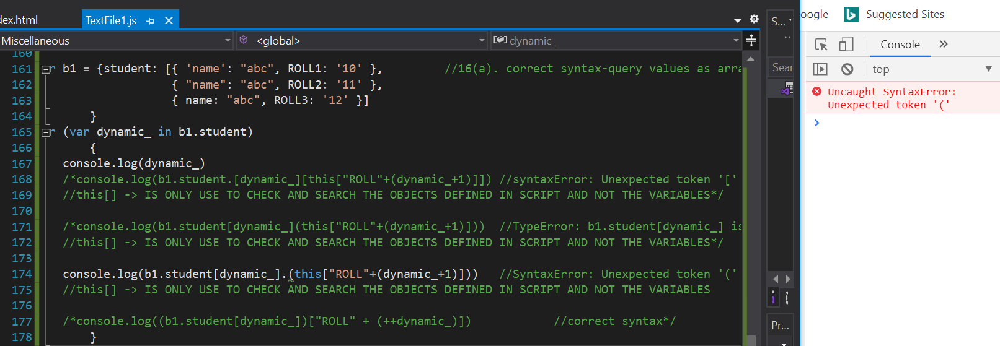 dex.html
TextFile1.js
Miscellaneous
<global>
dynamic_
160
161 r b1 = {student: [{ 'name': "abc", ROLL1: '10' }, //16(a). correct syntax-query values as arra
162 { "name": "abc", ROLL2: '11' },
163 { name: "abc", ROLL3: '12' }]
164 }
165 r (var dynamic_ in b1.student)
166 {
167 console.log(dynamic_)
168 /*console.log(b1.student.[dynamic_][this["ROLL"+(dynamic_+1)]]) //syntaxError: Unexpected token '['
169 //this[] -> IS ONLY USE TO CHECK AND SEARCH THE OBJECTS DEFINED IN SCRIPT AND NOT THE VARIABLES*/
170
171 /*console.log(b1.student[dynamic_](this["ROLL"+(dynamic_+1)])) //TypeError: b1.student[dynamic_] is
172 //this[] -> IS ONLY USE TO CHECK AND SEARCH THE OBJECTS DEFINED IN SCRIPT AND NOT THE VARIABLES*/
173
174 console.log(b1.student[dynamic_].(this["ROLL"+(dynamic_+1)])) //SyntaxError: Unexpected token '('
175 //this[] -> IS ONLY USE TO CHECK AND SEARCH THE OBJECTS DEFINED IN SCRIPT AND NOT THE VARIABLES
176
177 /*console.log((b1.student[dynamic_])["ROLL" + (++dynamic_)]) //correct syntax*/
178 }
S...
Sear
Pr...
oogle
Suggested Sites
Console
top
Uncaught SyntaxError:
Unexpected token '('